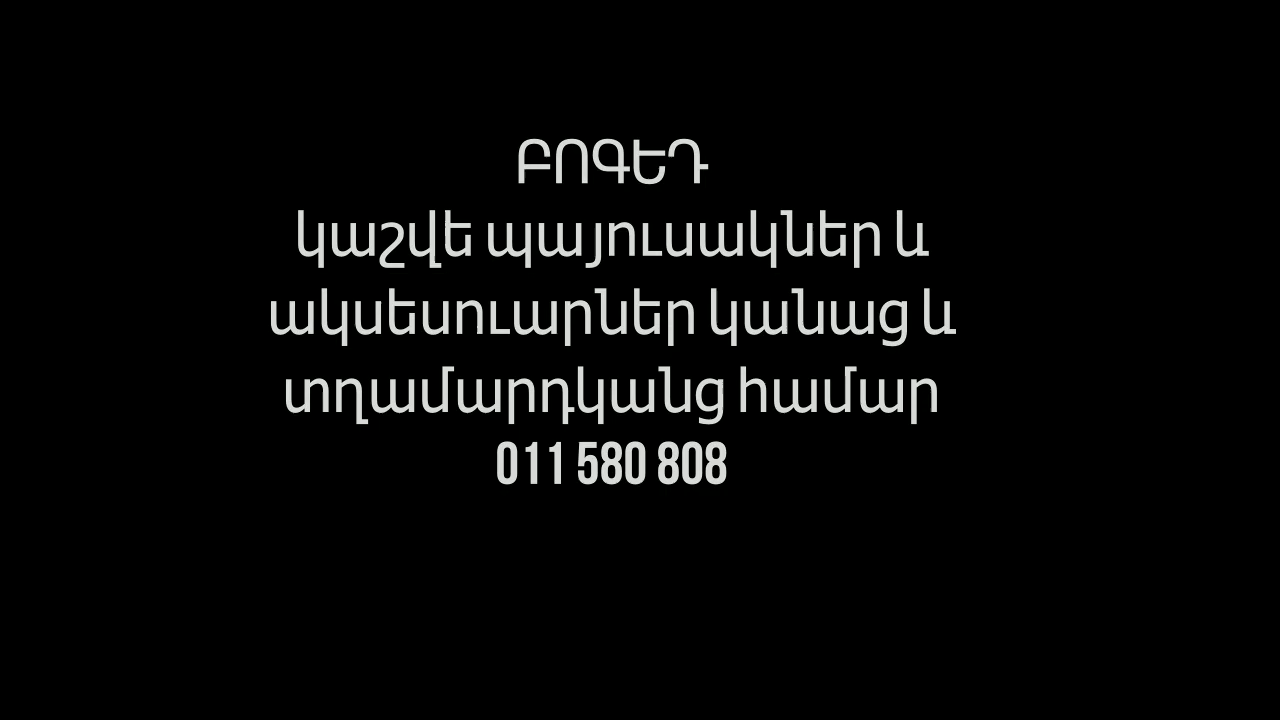 ԲՈԳԵԴ
կաշվե պայուսակներ և
ակսեսուարներ կանաց և
տղամարդկանց համար
011 580 808